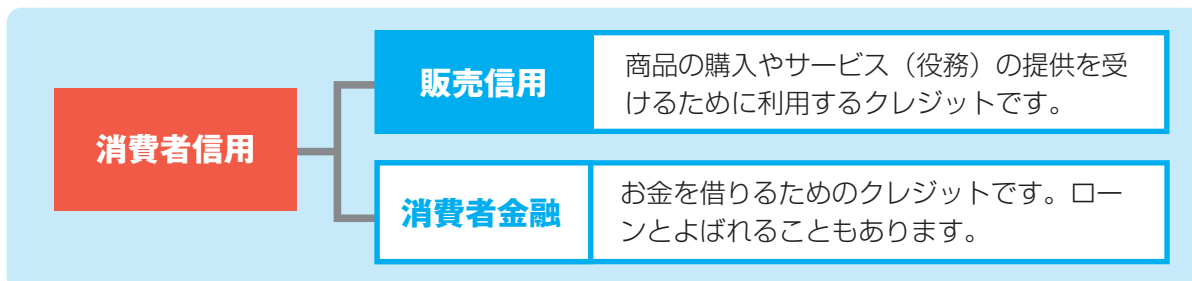 消費者信用
販売信用
商品の購入やサービス（役務）の提供を受
けるために利用するクレジットです。
消費者金融
お金を借りるためのクレジットです。ロー
ンとよばれることもあります。